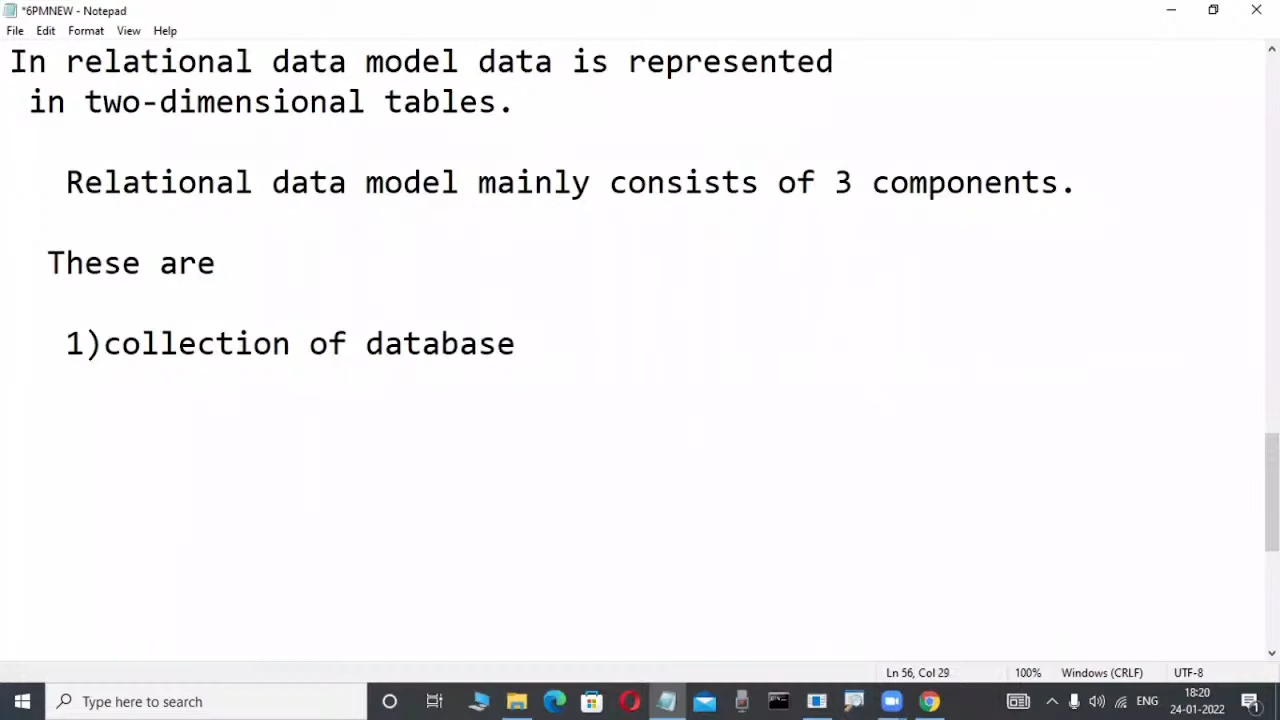 *6PMNEW - Notepad
File Edit Format View Help
In relational data model data is represented
in two-dimensional tables.
Relational data model mainly consists of 3 components.
These are
1)collection of database
Ln 56, Col 29 100% Windows (CRLF) UTF-8
Type here to search
ENG
18:20
24-01-2022
1